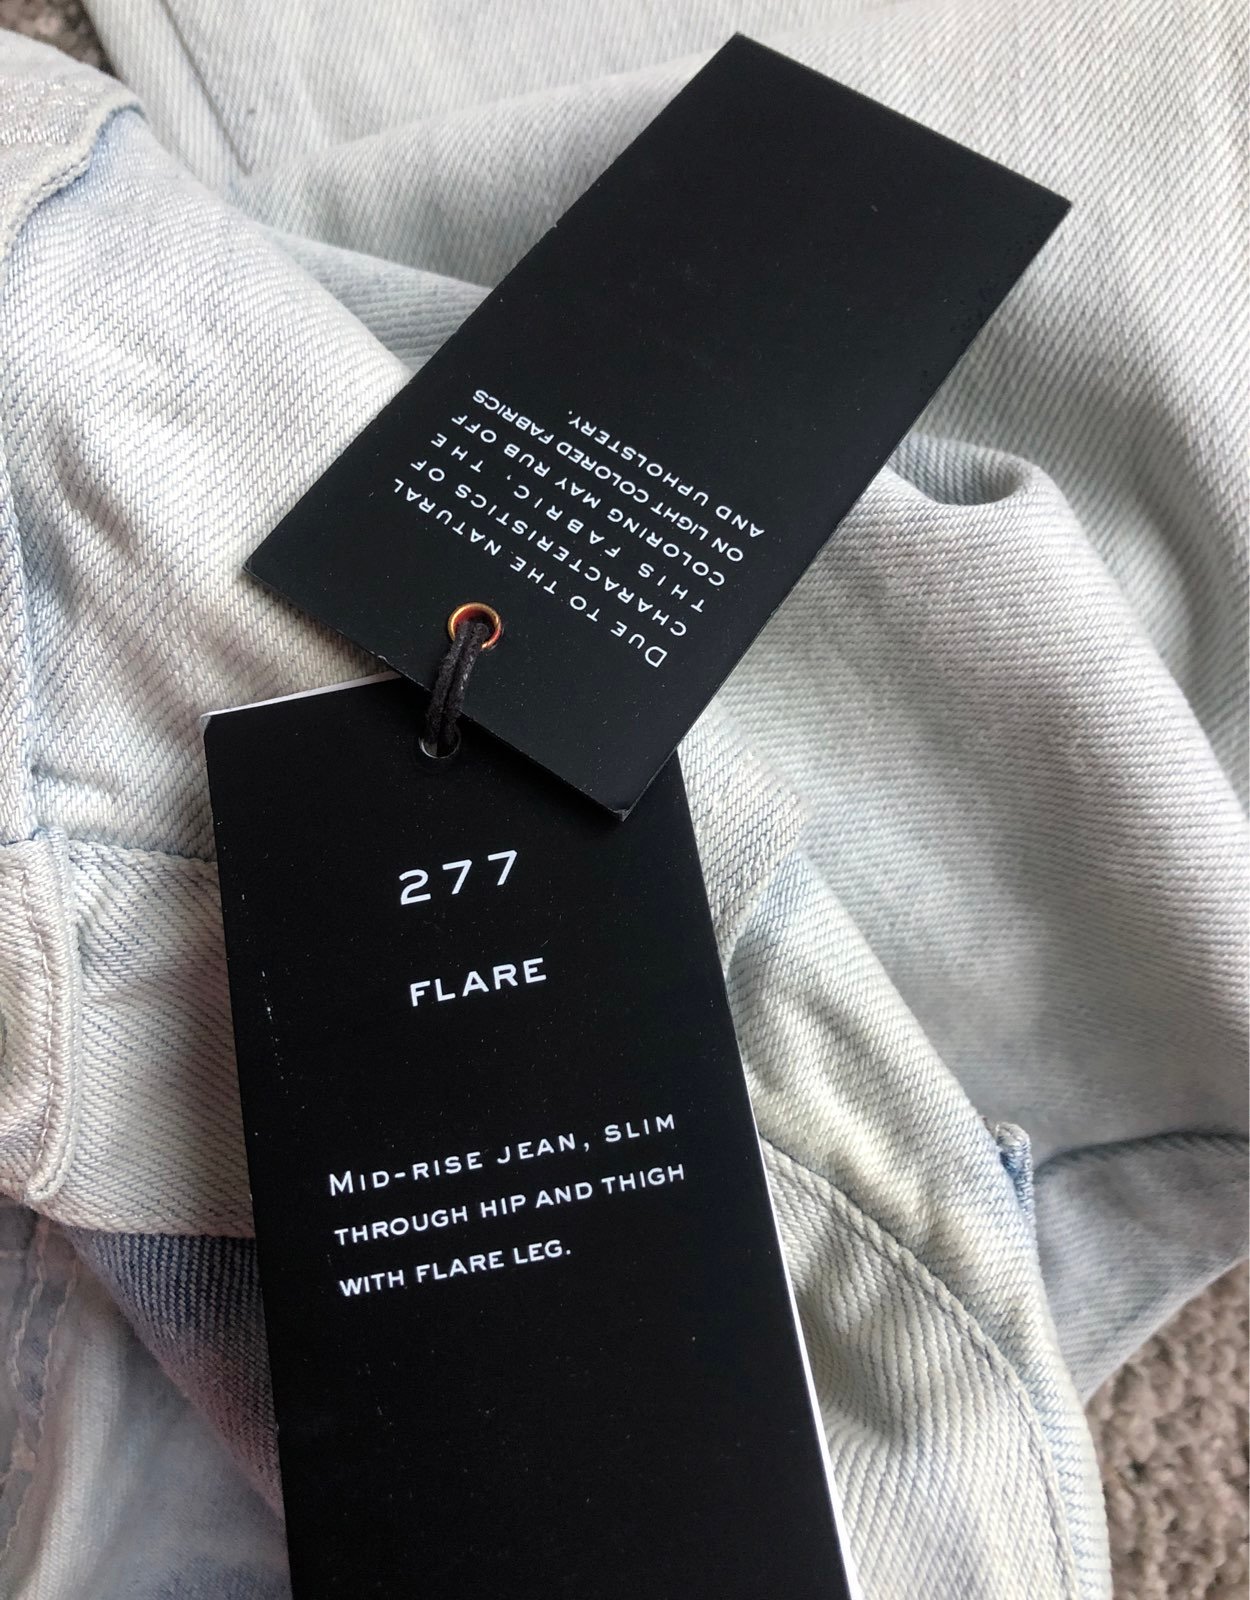 DUE TO THE NATURAL
CHARACTERISTICS OF
THIS FABRIC, THE
COLORING MAY RUB OFF
ON LIGHT COLORED FABRICS
AND UPHOLSTERY.
277
FLARE
MID-RISE JEAN, SLIM
THROUGH HIP AND THIGH
WITH FLARE LEG.